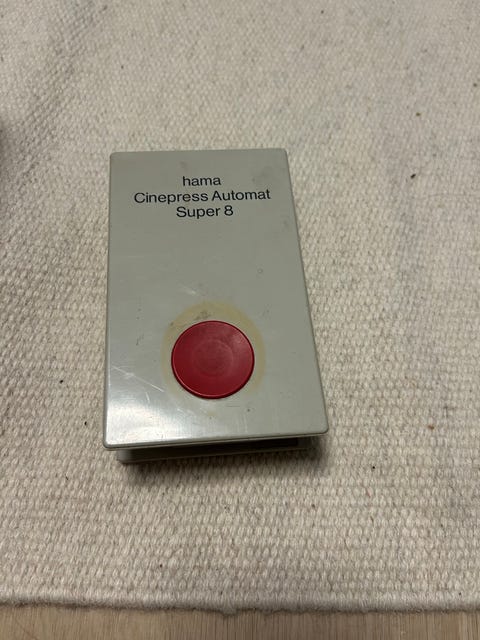 hama
Cinepress Automat
Super 8